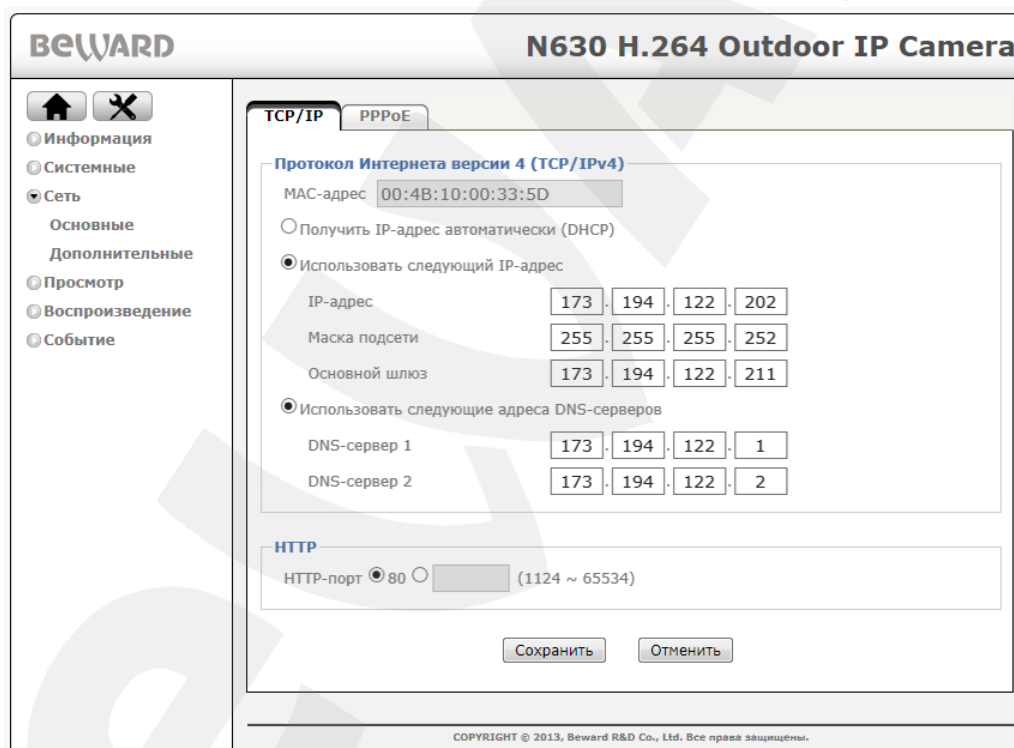 BEWARD
N630 H.264 Outdoor IP Camera
Информация
Системные
Сеть
Основные
Дополнительные
Просмотр
Воспроизведение
Событие
TCP/IP PPPoE
Протокол Интернета версии 4 (TCP/IPv4)
MAC-адрес 00:4B:10:00:33:5D
Получить IP-адрес автоматически (DHCP)
Использовать следующий IP-адрес
IP-адрес 173 . 194 . 122 . 202
Маска подсети 255 . 255 . 255 . 252
Основной шлюз 173 . 194 . 122 . 211
Использовать следующие адреса DNS-серверов
DNS-сервер 1 173 . 194 . 122 . 1
DNS-сервер 2 173 . 194 . 122 . 2
HTTP
HTTP-порт 80 (1124 ~ 65534)
Сохранить Отменить
COPYRIGHT © 2013, Beward R&D Co., Ltd. Все права защищены.